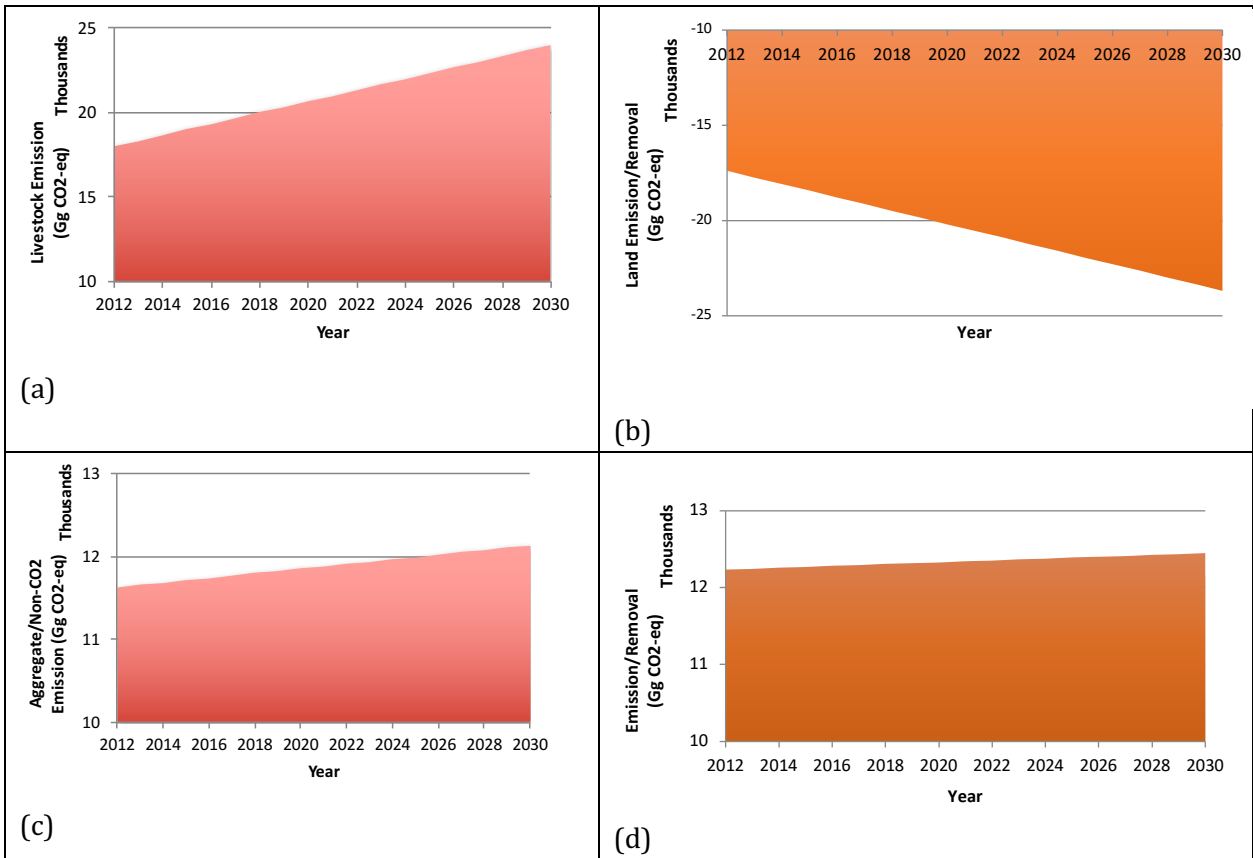 Livestock Emission
(Gg CO2-eq)
Thousands
25
20
15
10
2012 2014 2016 2018 2020 2022 2024 2026 2028 2030
Year
(a)
Land Emission/Removal
(Gg CO2-eq)
Thousands
-10
2012 2014 2016 2018 2020 2022 2024 2026 2028 2030
-15
-20
-25
Year
(b)
Aggregate/Non-CO2
Emission (Gg CO2-eq)
Thousands
13
12
11
10
2012 2014 2016 2018 2020 2022 2024 2026 2028 2030
Year
(c)
Emission/Removal
(Gg CO2-eq)
Thousands
13
12
11
10
2012 2014 2016 2018 2020 2022 2024 2026 2028 2030
Year
(d)